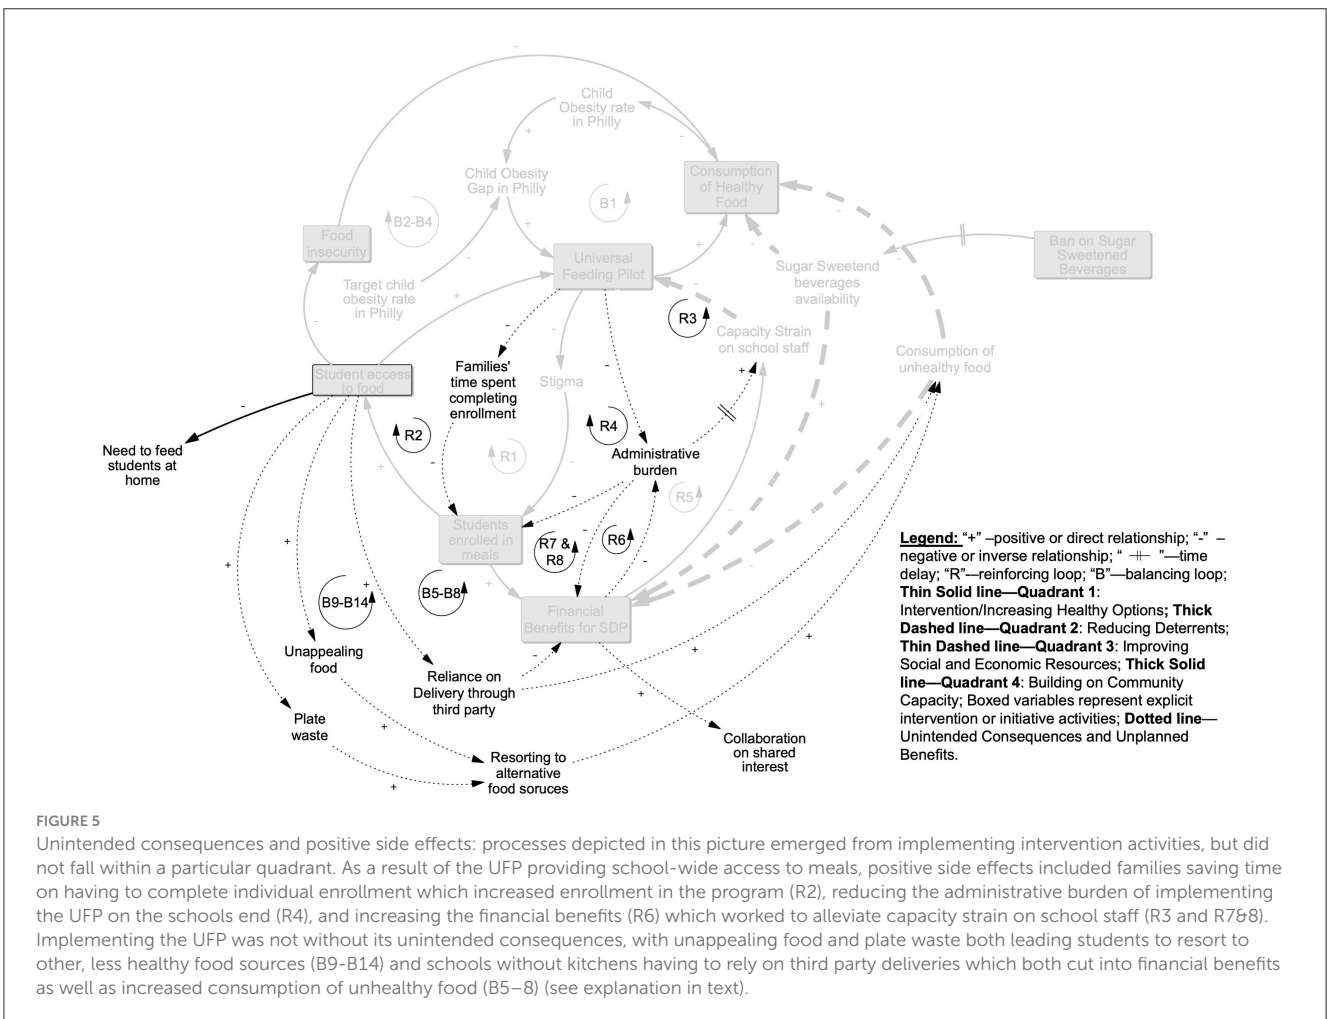 -
Child
Obesity rate
in Philly
+
-
Child Obesity
Gap in Philly
Consumption
of Healthy
Food
B2-B4
B1
-
Food
insecurity
+
+
-
Universal
Feeding Pilot
Sugar Sweetend
beverages
availability
-
Ban on Sugar
Sweetened
Beverages
-
Target child
obesity rate
in Philly
+
-
R3
Capacity Strain
on school staff
Consumption of
unhealthy food
-
-
-
-
Families'
time spent
completing
enrollment
Stigma
+
Student access
to food
-
+
R2
R4
R1
Administrative
burden
Need to feed
students at
home
+
-
-
R5
-
-
-
Students
enrolled in
meals
R7 &
R8
R6
+
+
-
-
B9-B14
+
B5-B8
+
Financial
Benefits for SDP
Unappealing
food
-
+
+
Reliance on
Delivery through
third party
+
Plate
waste
+
Collaboration
on shared
interest
Resorting to
alternative
food soruces
+
Legend: "+" –positive or direct relationship; "-" –
negative or inverse relationship; " "—time
delay; "R"-–reinforcing loop; "B"—balancing loop;
Thin Solid line—Quadrant 1:
Intervention/Increasing Healthy Options; Thick
Dashed line—Quadrant 2: Reducing Deterrents;
Thin Dashed line—Quadrant 3: Improving
Social and Economic Resources; Thick Solid
line—Quadrant 4: Building on Community
Capacity; Boxed variables represent explicit
intervention or initiative activities; Dotted line—
Unintended Consequences and Unplanned
Benefits.
FIGURE 5
Unintended consequences and positive side effects: processes depicted in this picture emerged from implementing intervention activities, but did
not fall within a particular quadrant. As a result of the UFP providing school-wide access to meals, positive side effects included families saving time
on having to complete individual enrollment which increased enrollment in the program (R2), reducing the administrative burden of implementing
the UFP on the schools end (R4), and increasing the financial benefits (R6) which worked to alleviate capacity strain on school staff (R3 and R7&8).
Implementing the UFP was not without its unintended consequences, with unappealing food and plate waste both leading students to resort to
other, less healthy food sources (B9-B14) and schools without kitchens having to rely on third party deliveries which both cut into financial benefits
as well as increased consumption of unhealthy food (B5–8) (see explanation in text).